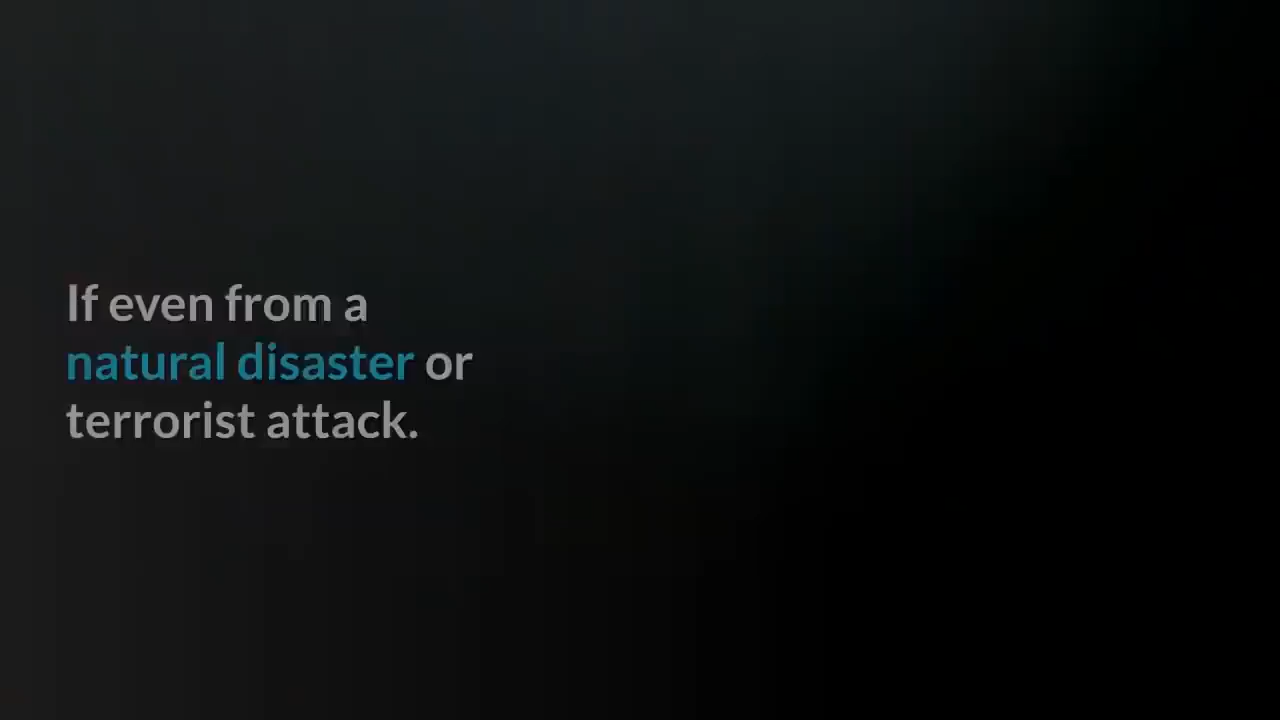 If even from a
natural disaster or
terrorist attack.